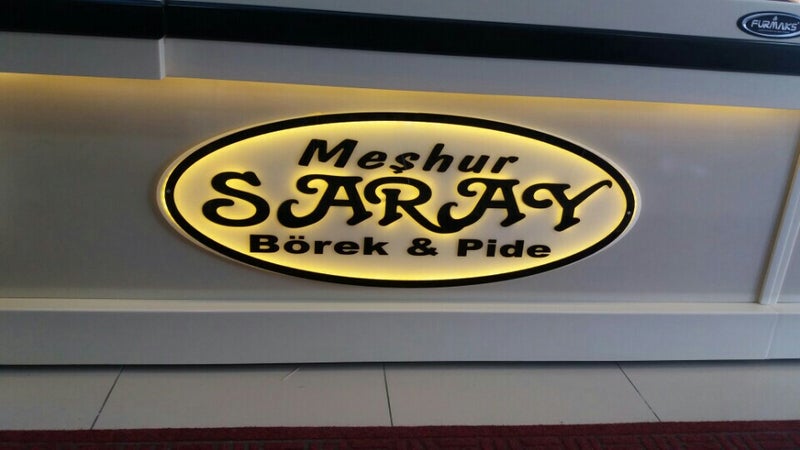 FURMAKS
Meşhur
SARAY
Börek & Pide